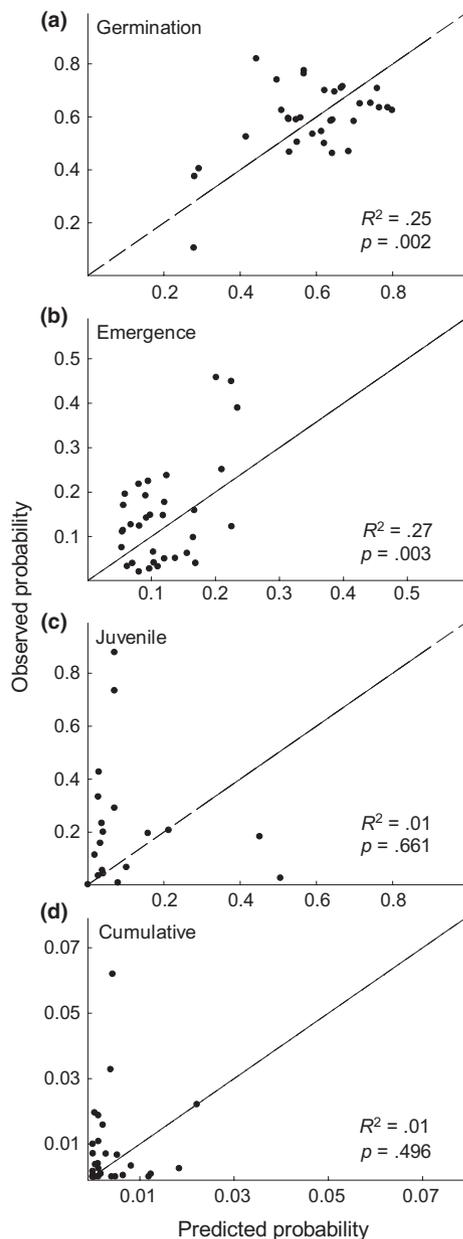 (a)
Germination
0.8
0.6
0.4
0.2
R² = .25
p = .002
0.2 0.4 0.6 0.8
(b)
Emergence
0.5
0.4
0.3
0.2
0.1
R² = .27
p = .003
0.1 0.2 0.3 0.4 0.5
(c)
Juvenile
0.8
0.6
0.4
0.2
R² = .01
p = .661
0.2 0.4 0.6 0.8
(d)
Cumulative
0.07
0.05
0.03
0.01
R² = .01
p = .496
0.01 0.03 0.05 0.07
Observed probability
Predicted probability